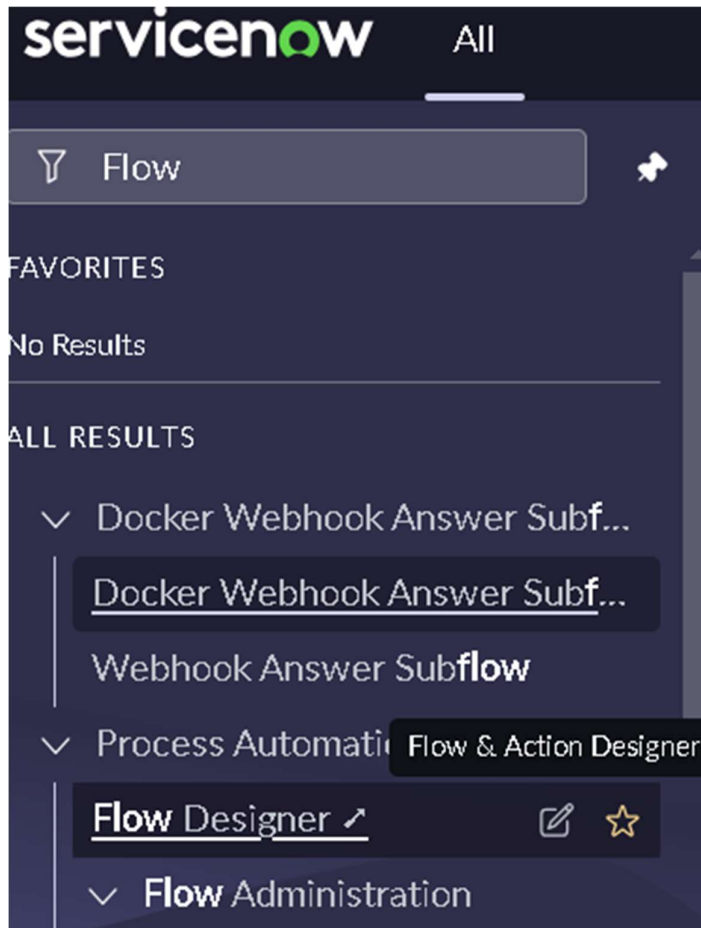 servicenow All
Flow
FAVORITES
No Results
ALL RESULTS
Docker Webhook Answer Subf...
Docker Webhook Answer Subf...
Webhook Answer Subflow
Process Automati
Flow & Action Designer
Flow Designer
Flow Administration